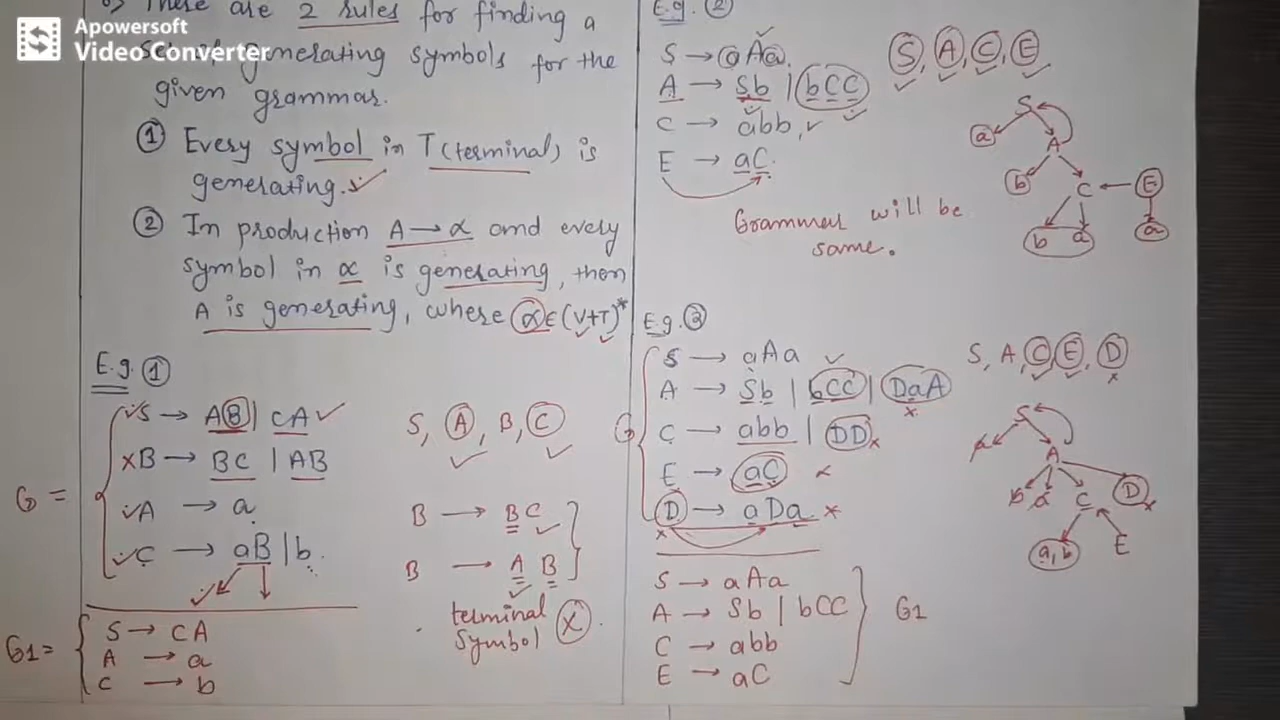 Apowersoft
Video Converter
There are 2 rules for finding a
generating symbols for the
given grammar.
① Every symbol in T(terminal) is
generating.
② In production A → α and every
symbol in α is generating, then
A is generating, where α ∈ (V+T)*
E.g. ①
G =
S → AB | CA
B → BC | AB
A → a
C → aB | b.
S, A, B, C
B → BC
B → A B
terminal
Symbol X.
G1 =
S → CA
A → a
C → b
E.g. ②
S → aAa.
A → Sb | bCC
C → abb,
E → aC.
S, A, C, E
S
a
A
b
C
E
b a
a
Grammar will be
same.
E.g. ③
G
S → aAa
A → Sb | bCC | DaA
C → abb | DD
E → aC
D → aDa
S, A, C, E, D
S
a
A
b a C D
a, b
E
S → aAa
A → Sb | bCC
C → abb
E → aC
G1